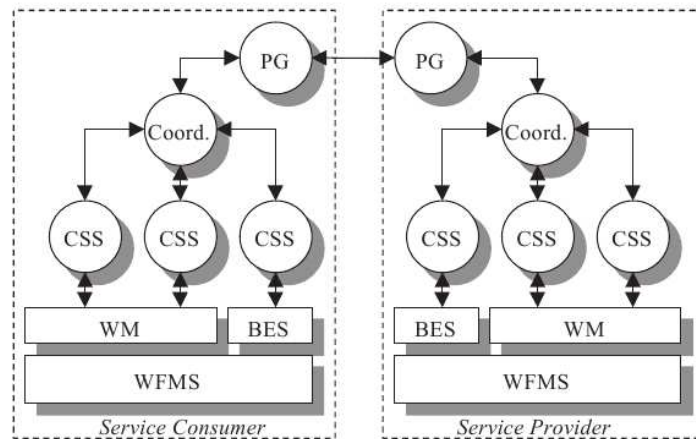 PG
PG
Coord.
Coord.
CSS
CSS
CSS
CSS
CSS
CSS
WM
BES
BES
WM
WFMS
WFMS
Service Consumer
Service Provider